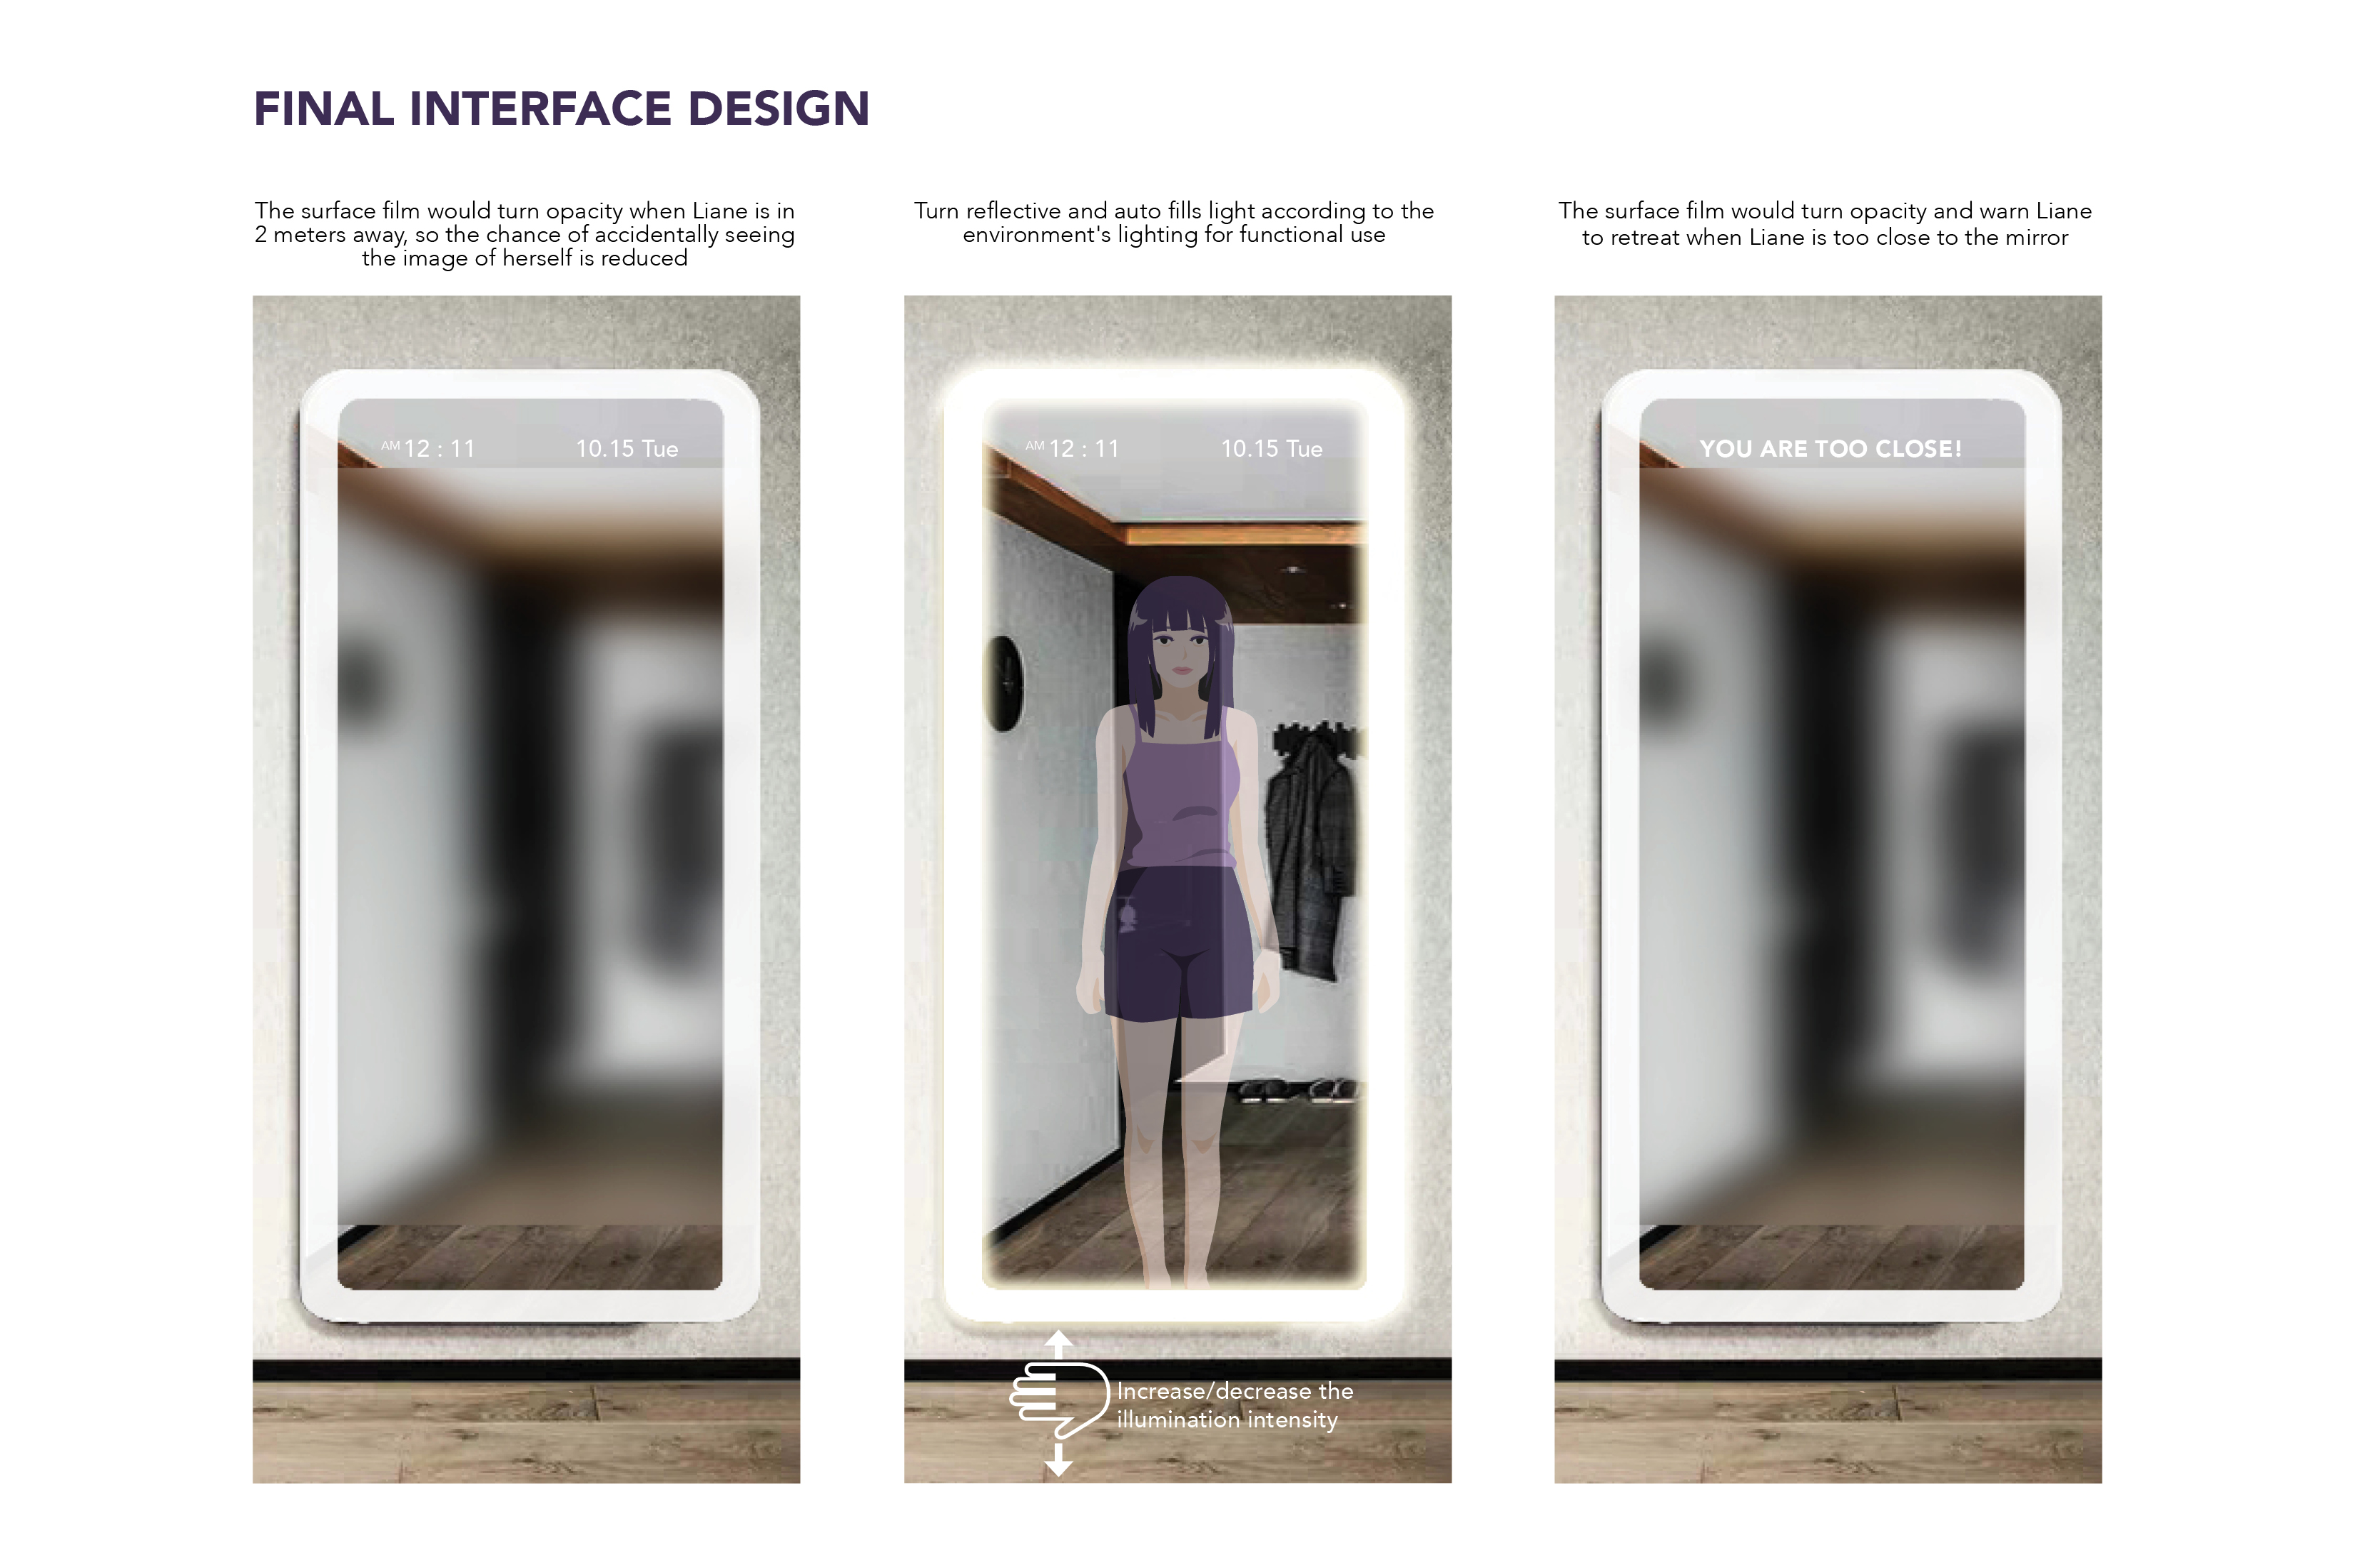 FINAL INTERFACE DESIGN
The surface film would turn opacity when Liane is in
2 meters away, so the chance of accidentally seeing
the image of herself is reduced
Turn reflective and auto fills light according to the
environment's lighting for functional use
The surface film would turn opacity and warn Liane
to retreat when Liane is too close to the mirror
AM 12 : 11 10.15 Tue
AM 12 : 11 10.15 Tue
YOU ARE TOO CLOSE!
Increase/decrease the
illumination intensity